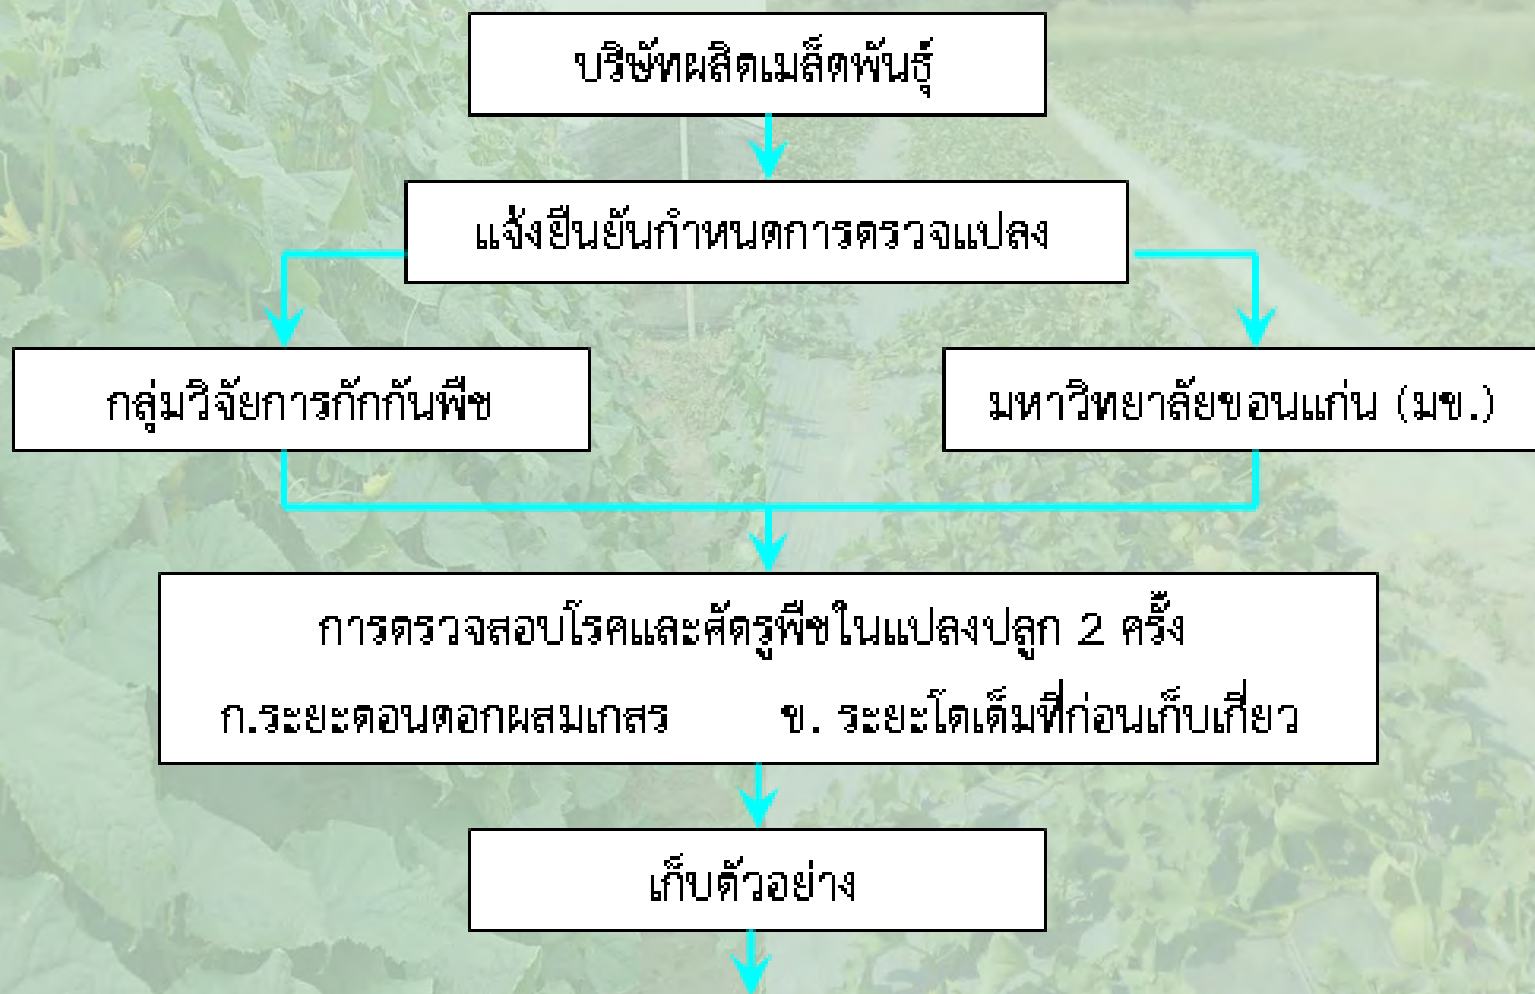 บริษัทผลิตเมล็ดพันธุ์
แจ้งยืนยันกำหนดการตรวจแปลง
กลุ่มวิจัยการกักกันพืช
มหาวิทยาลัยขอนแก่น (มข.)
การตรวจสอบโรคและศัตรูพืชในแปลงปลูก 2 ครั้ง
ก.ระยะตอนดอกผสมเกสร ข. ระยะโตเต็มที่ก่อนเก็บเกี่ยว
เก็บตัวอย่าง